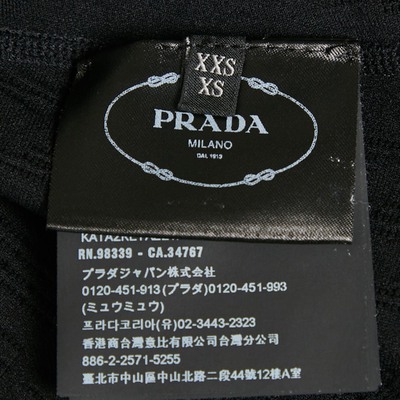 XXS
XS
PRADA
MILANO
DAL 1913
RN.98339 - CA.34767
プラダジャパン株式会社
0120-451-913 (プラダ) 0120-451-993
(ミュウミュウ)
프라다코리아(유) 02-3443-2323
香港商台灣意比有限公司台灣分公司
886-2-2571-5255
臺北市中山區中山北路二段44號12樓A